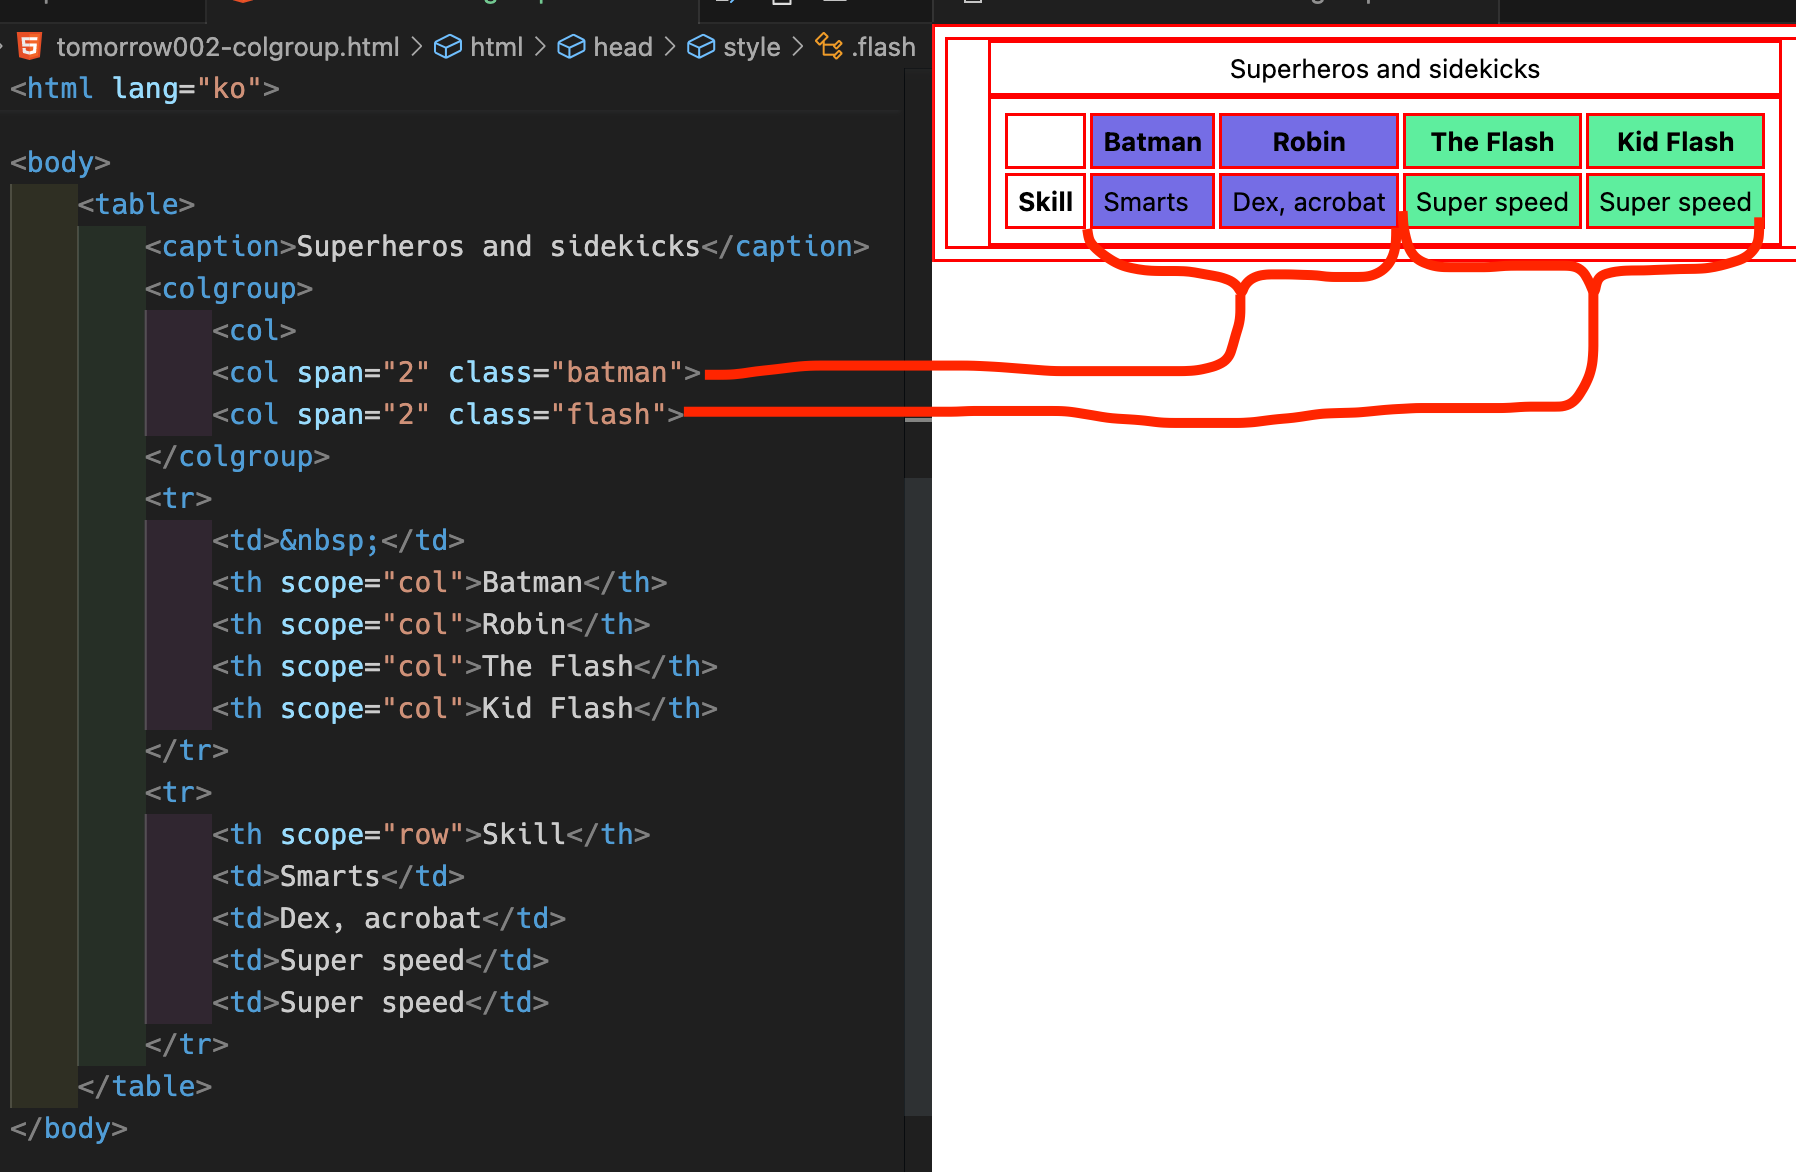 tomorrow002-colgroup.html > html > head > style > .flash
<html lang="ko">
<body>
<table>
<caption>Superheros and sidekicks</caption>
<colgroup>
<col>
<col span="2" class="batman">
<col span="2" class="flash">
</colgroup>
<tr>
<td>&nbsp;</td>
<th scope="col">Batman</th>
<th scope="col">Robin</th>
<th scope="col">The Flash</th>
<th scope="col">Kid Flash</th>
</tr>
<tr>
<th scope="row">Skill</th>
<td>Smarts</td>
<td>Dex, acrobat</td>
<td>Super speed</td>
<td>Super speed</td>
</tr>
</table>
</body>
Superheros and sidekicks
Batman Robin The Flash Kid Flash
Skill Smarts Dex, acrobat Super speed Super speed